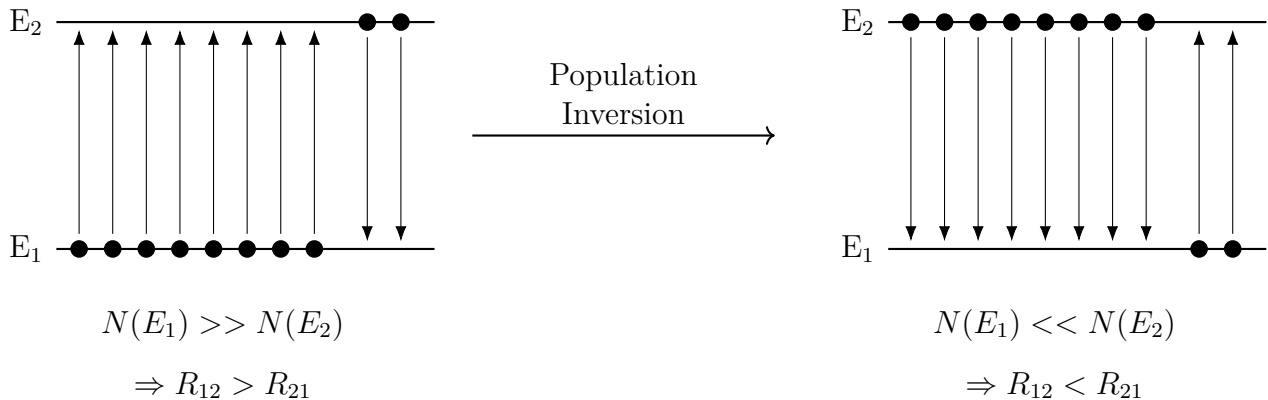 E₂
E₁
N(E₁) >> N(E₂)
⇒ R₁₂ > R₂₁
Population
Inversion
E₂
E₁
N(E₁) << N(E₂)
⇒ R₁₂ < R₂₁